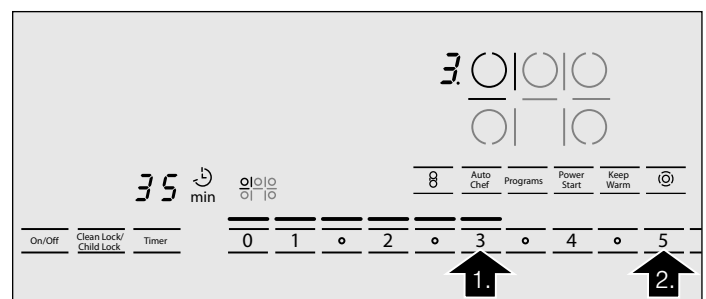 3.
35 min
8 Auto Chef Programs Power Start Keep Warm
On/Off Clean Lock/ Child Lock Timer 0 1 2 3 4 5
1. 2.